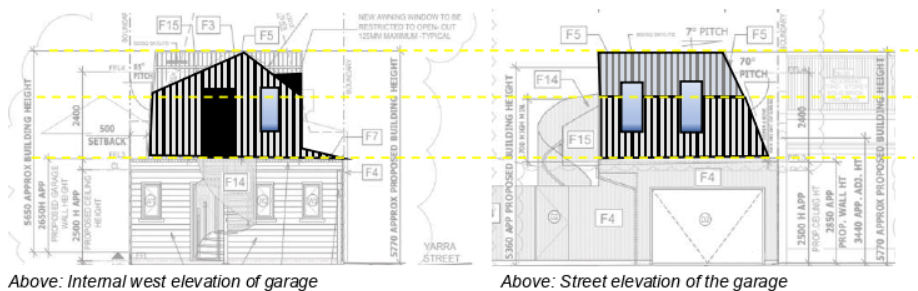 F15
F3
F5
NEW AWNING WINDOW TO BE
RESTRICTED TO OPEN- OUT
125MM MAXIMUM -TYPICAL
BOUNDARY
85°
PITCH
2400
500
SETBACK
5650 APPROX BUILDING HEIGHT
2650H APP
PROPOSED GARAGE
WALL HEIGHT
2500 H APP
PROPOSED CEILING
HEIGHT
F14
F7
F4
5770 APPROX PROPOSED BUILDING HEIGHT
YARRA
STREET
Above: Internal west elevation of garage
F5
7° PITCH
F5
BOUNDARY
70°
PITCH
F14
F15
2400
5360 APP PROPOSED BUILDING HEIGHT
F4
F4
2500 H APP
PROP. CEILING HT
2850 APP
PROP. WALL HT
3440 APP. ADJ. HT
5770 APPROX PROPOSED BUILDING HEIGHT
Above: Street elevation of the garage